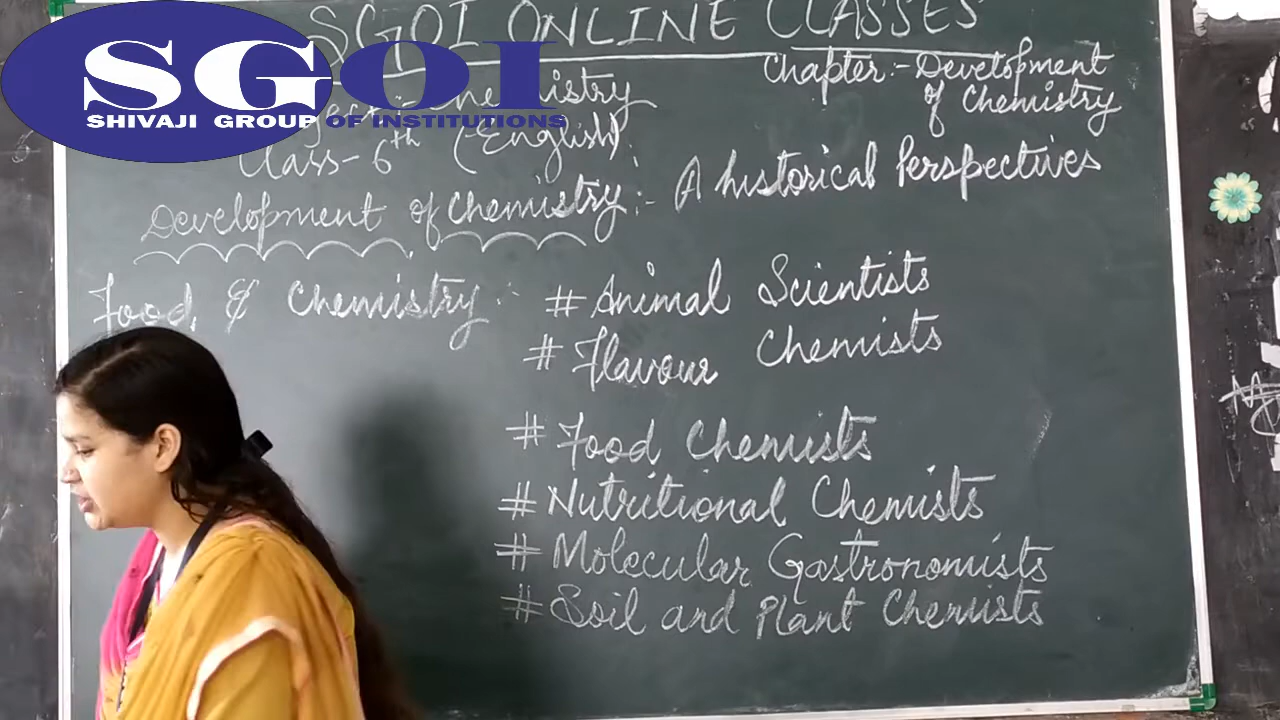 SGOI ONLINE CLASSES
SGOI
SHIVAJI GROUP OF INSTITUTIONS
Chapter:- Development
of Chemistry
Class- 6th (-English)
Development of Chemistry:- A historical Perspectives
Food & Chemistry:-
# Animal Scientists
# Flavour Chemists
# Food Chemists
# Nutritional Chemists
# Molecular Gastronomists
# Soil and Plant Chemists